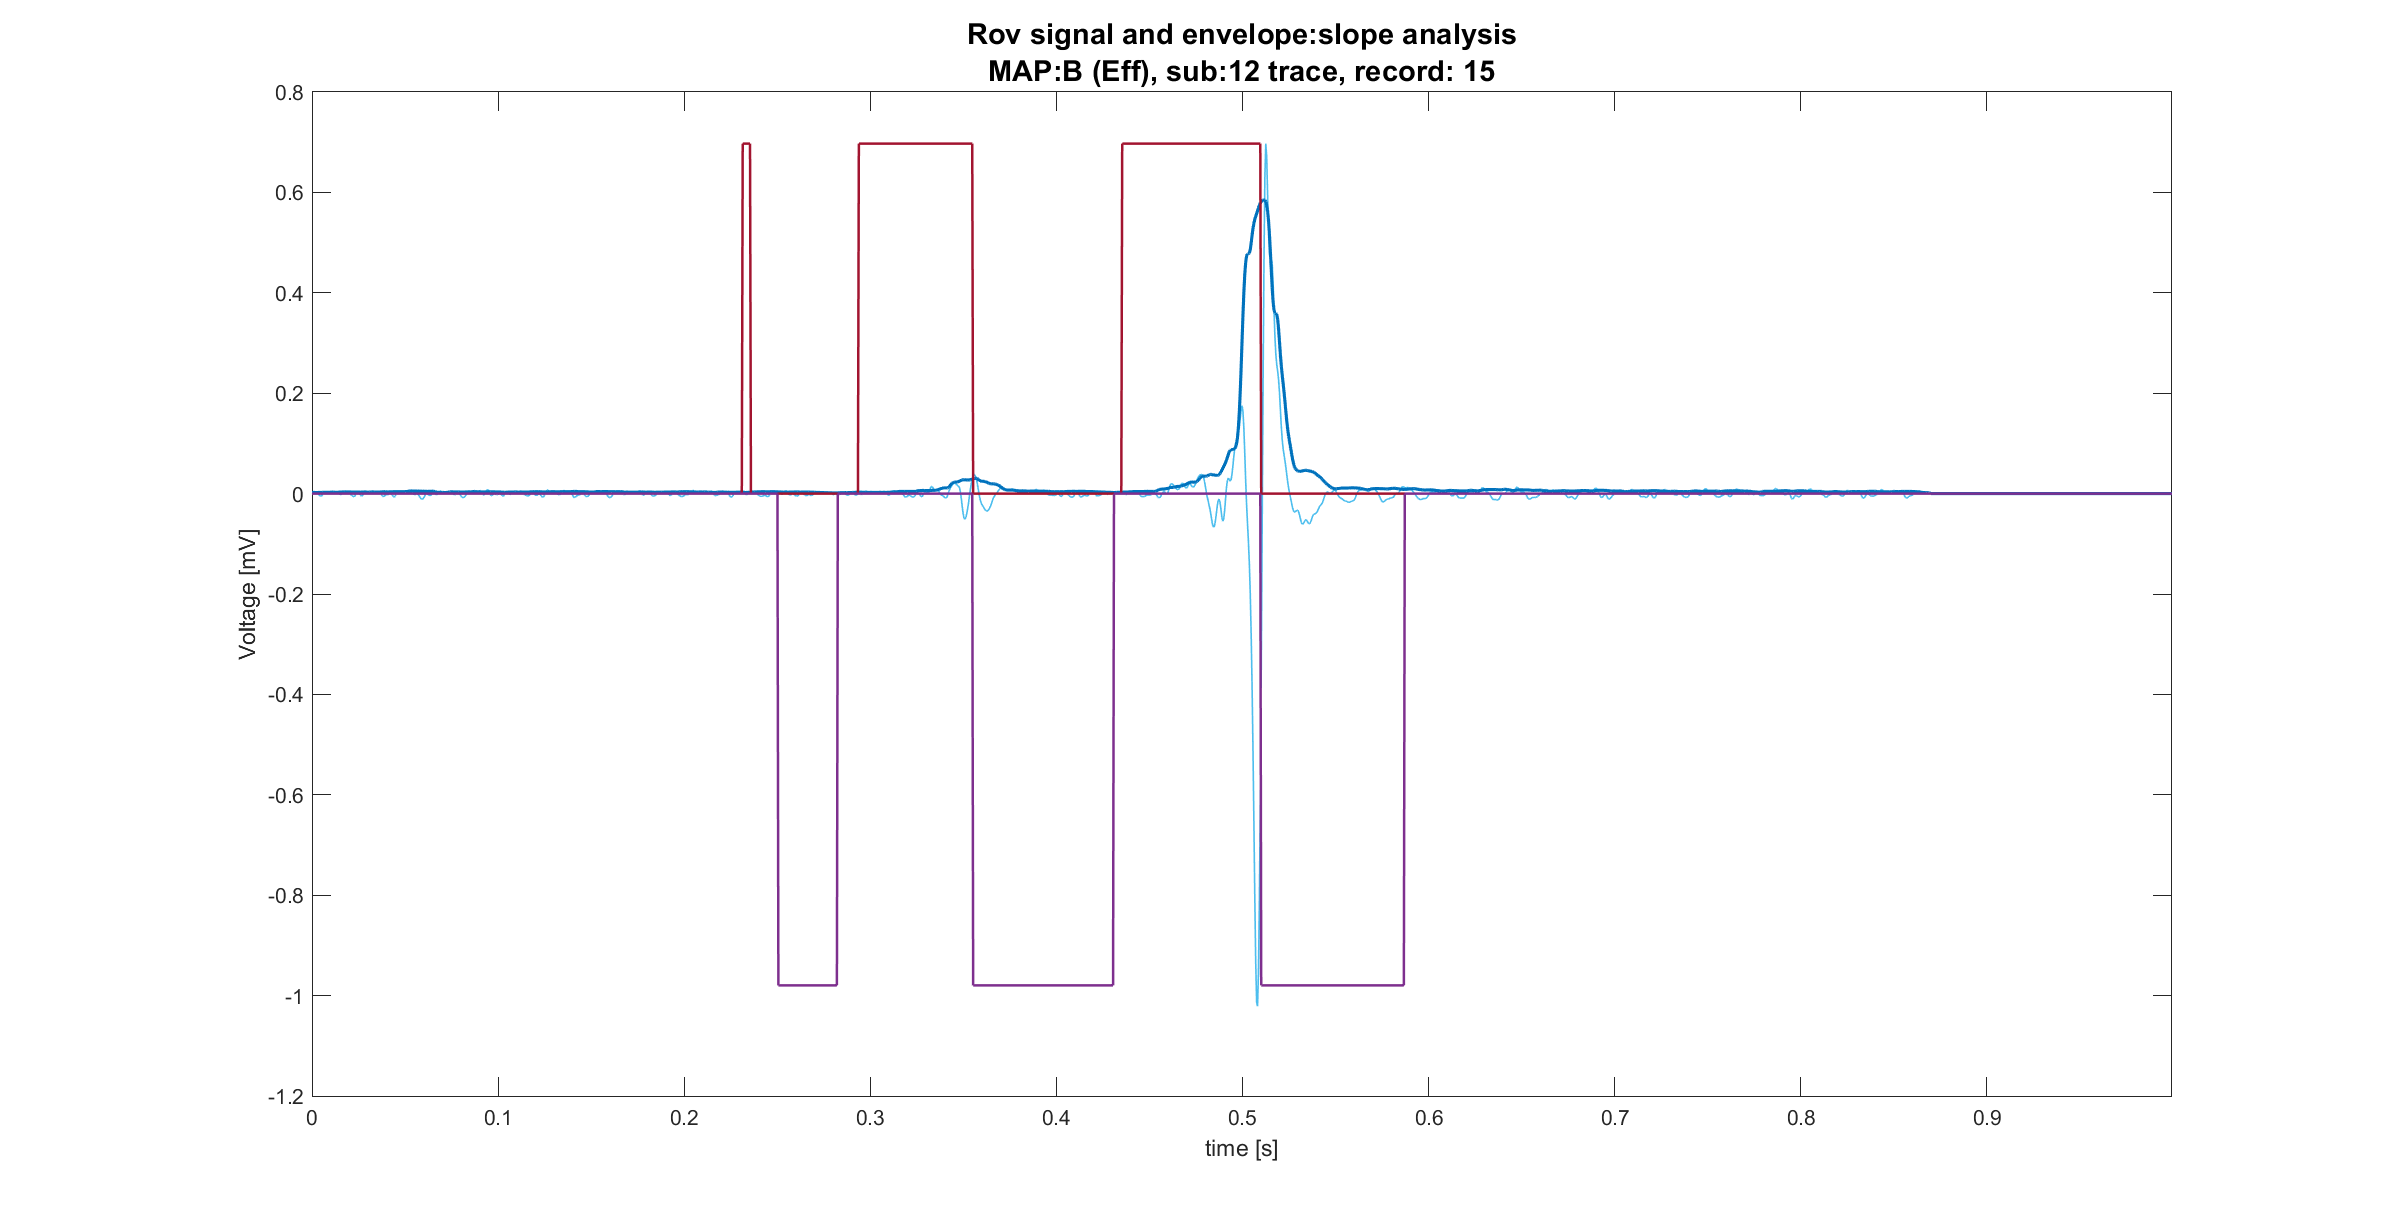 Rov signal and envelope:slope analysis
MAP:B (Eff), sub:12 trace, record: 15
0.8
0.6
0.4
0.2
0
-0.2
-0.4
-0.6
-0.8
-1
-1.2
Voltage [mV]
0 0.1 0.2 0.3 0.4 0.5 0.6 0.7 0.8 0.9
time [s]